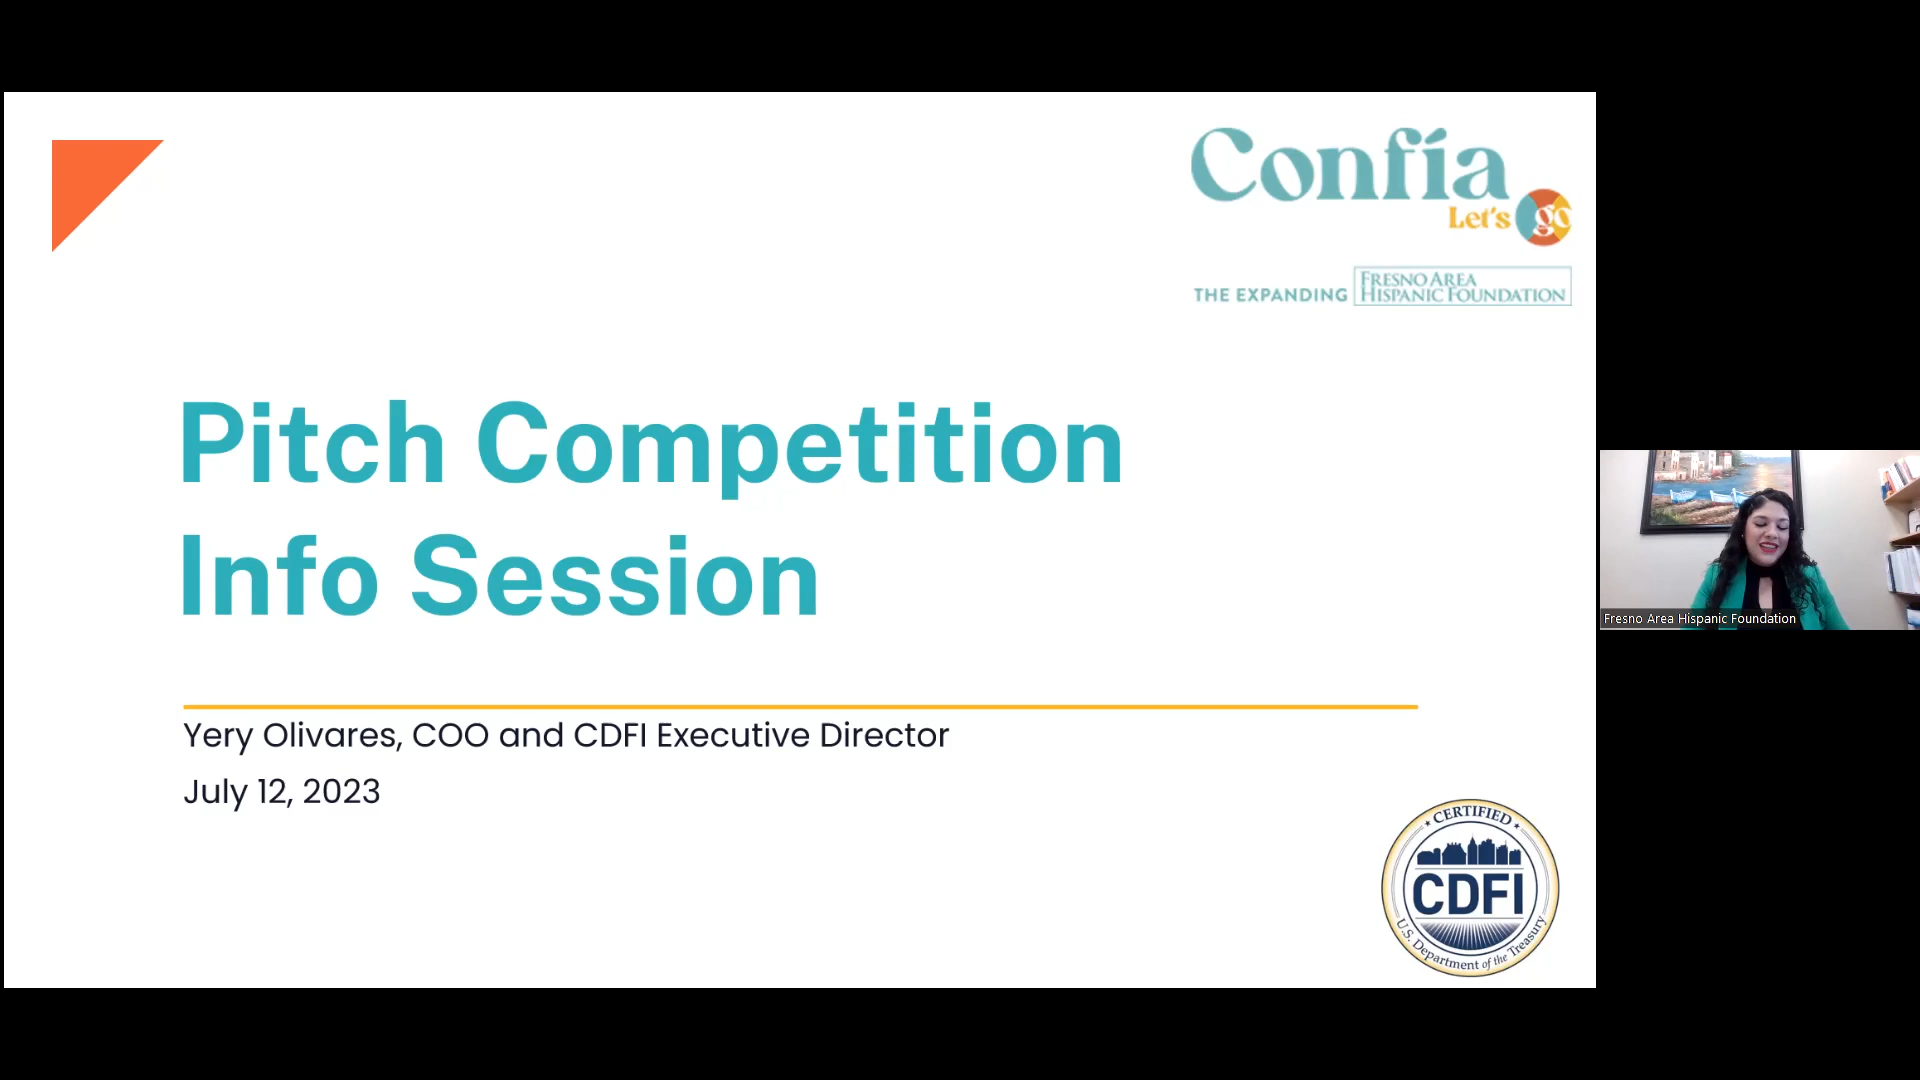 Confía
Let's go
THE EXPANDING FRESNO AREA
HISPANIC FOUNDATION
Pitch Competition
Info Session
Yery Olivares, COO and CDFI Executive Director
July 12, 2023
CERTIFIED
CDFI
U.S. Department of the Treasury
Fresno Area Hispanic Foundation